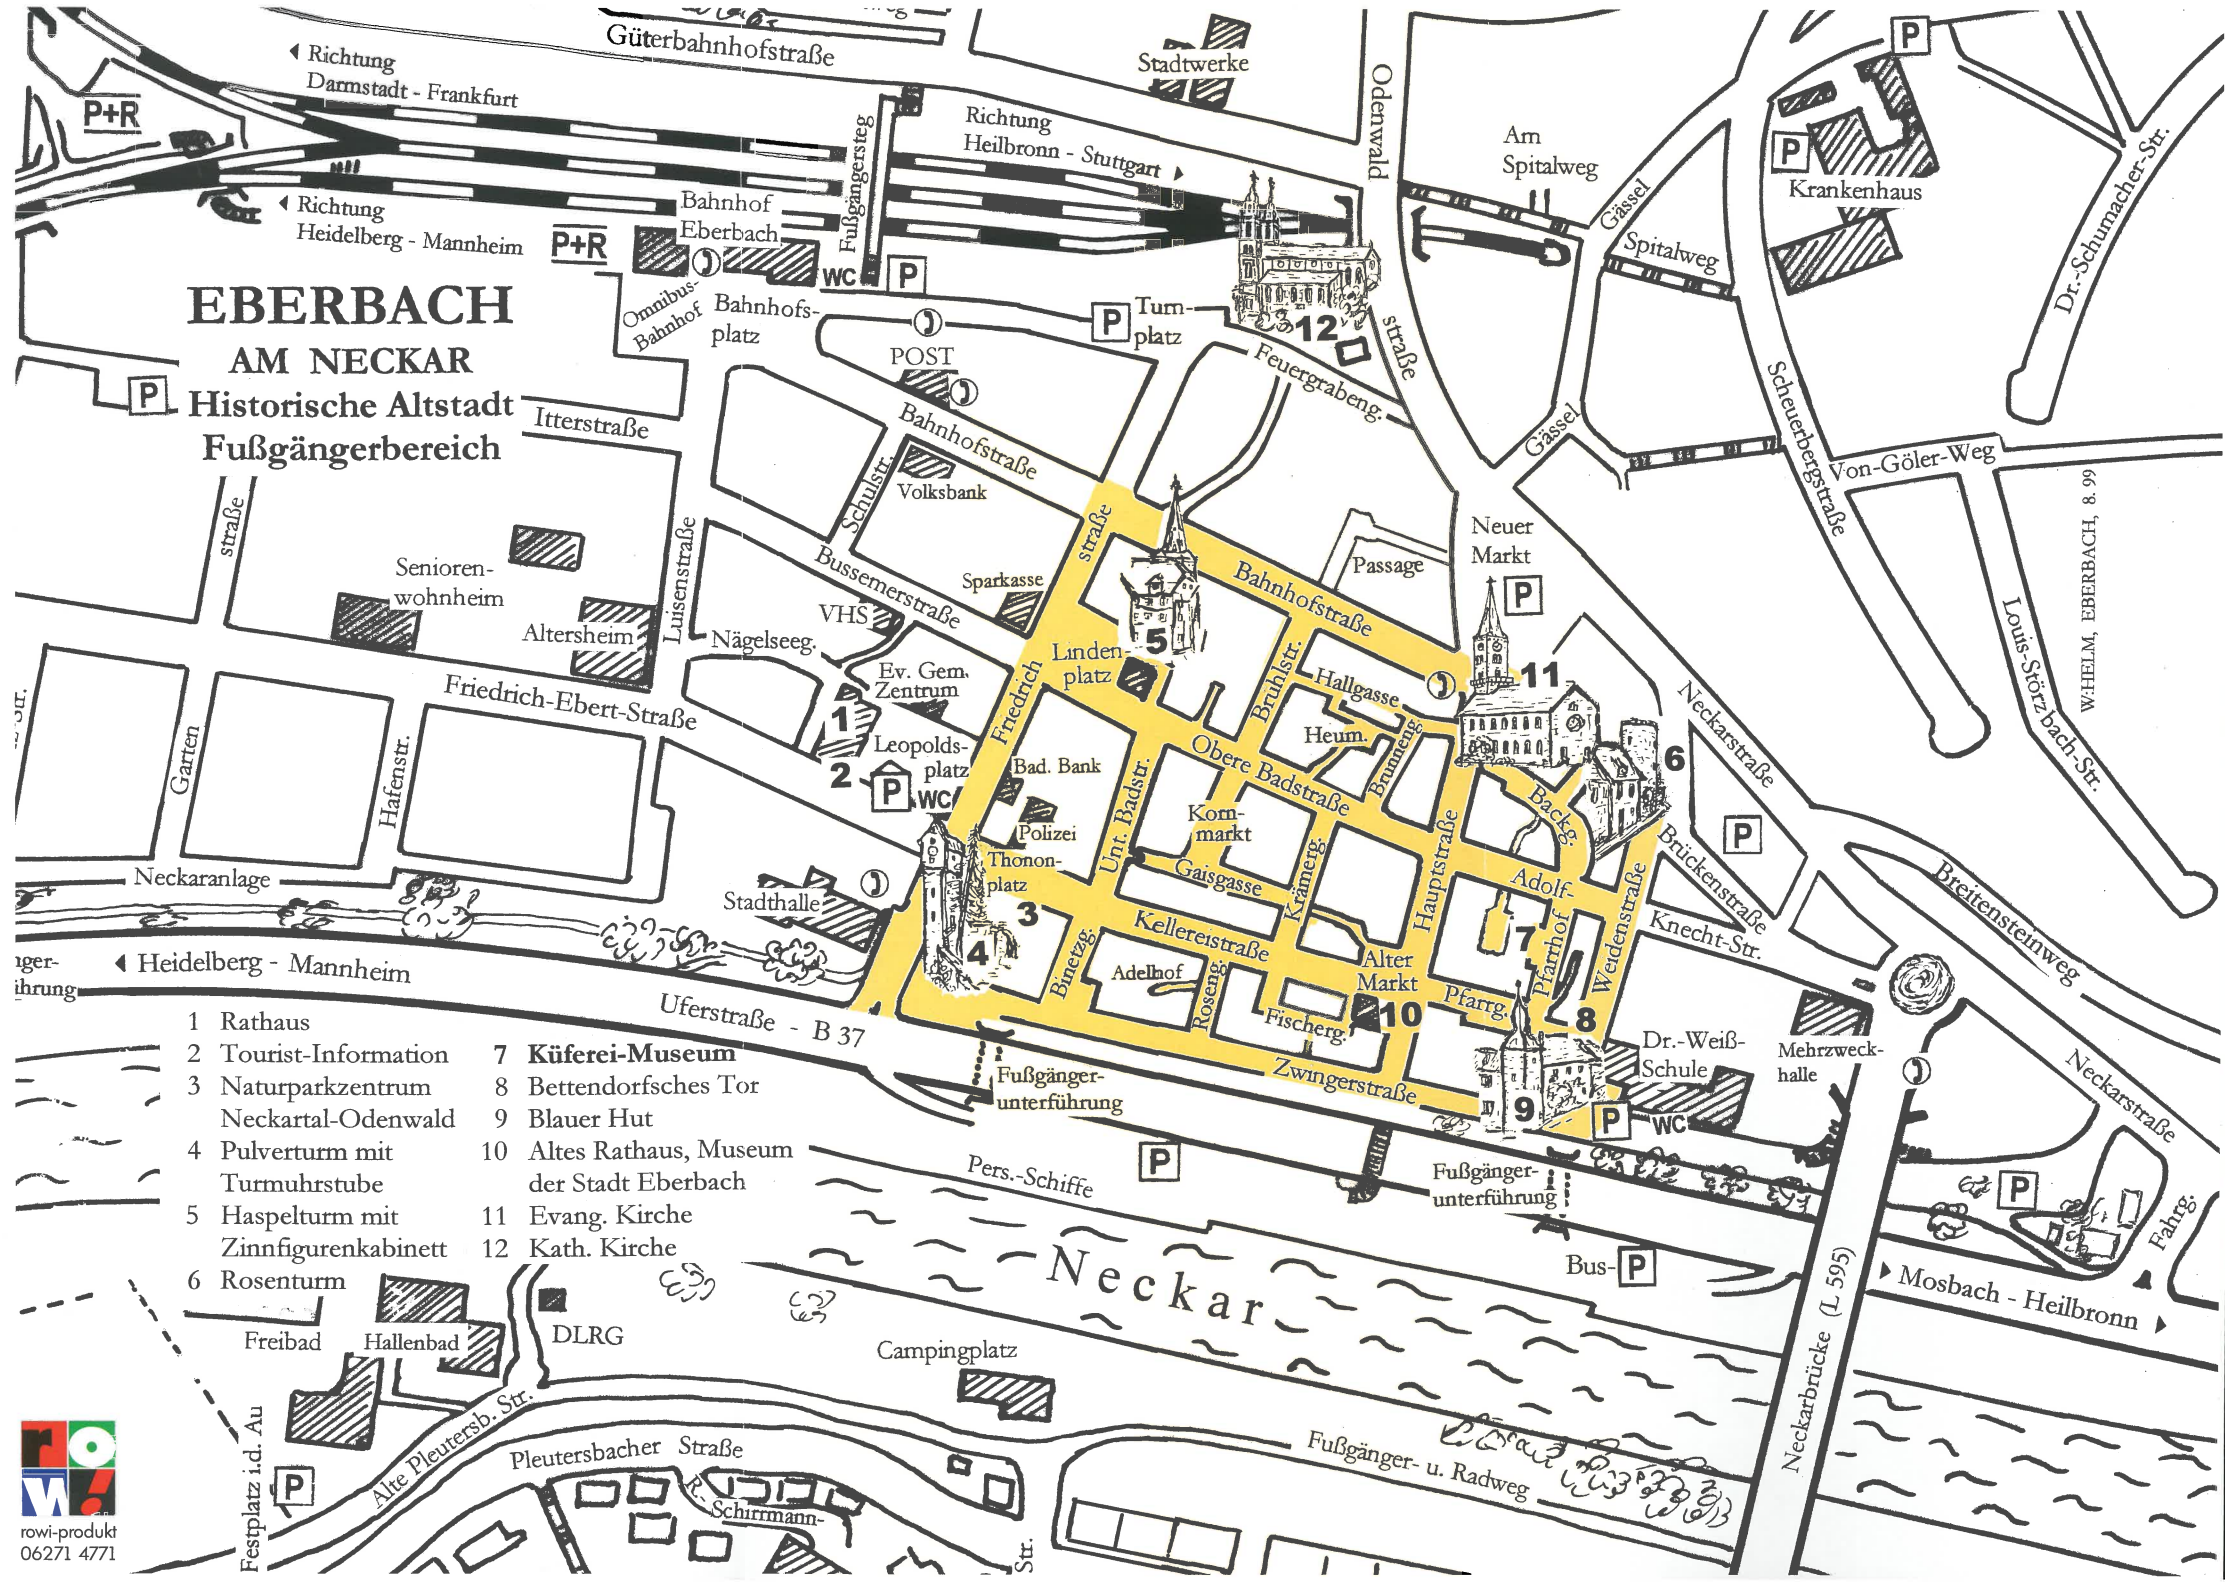 Güterbahnhofstraße
Richtung
Darmstadt - Frankfurt
P+R
Stadtwerke
P
Richtung
Heilbronn - Stuttgart
Odenwald
straße
Am
Spitalweg
Gässel
P
Krankenhaus
Dr.-Schumacher-Str.
Richtung
Heidelberg - Mannheim
P+R
Bahnhof
Eberbach
WC
Fußgängersteg
P
Spitalweg
EBERBACH
AM NECKAR
Historische Altstadt
Fußgängerbereich
P
Omnibus-
Bahnhof
Bahnhofs-
platz
POST
P
Turn-
platz
12
Feuergrabeng.
Gässel
Scheuerbergstraße
Von-Göler-Weg
Itterstraße
Bahnhofstraße
Schulstr.
Volksbank
straße
Senioren-
wohnheim
Altersheim
Luisenstraße
Bussemerstraße
Sparkasse
VHS
Nägelseeg.
Ev. Gem.
Zentrum
Friedrich
straße
Linden-
platz
5
Bahnhofstraße
Passage
Neuer
Markt
P
Brühlstr.
Hallgasse
11
Neckarstraße
Louis-Störzbach-Str.
W.HELM, EBERBACH, 8. 99
Friedrich-Ebert-Straße
Garten
Hafenstr.
1
2
Leopolds-
platz
P
WC
Bad. Bank
Polizei
Unt. Badstr.
Obere Badstraße
Heum.
Brunneng.
6
Backg.
Korn-
markt
Gaisgasse
Krämerg.
Hauptstraße
Adolf-
Knecht-Str.
Brückenstraße
P
Breitensteinweg
Neckaranlage
Stadthalle
Thonon-
platz
3
4
Binetzg.
Kellereistraße
Adelhof
Roseng.
Alter
Markt
10
Fischerg.
Pfarrg.
7
Pfarrhof
Weidenstraße
8
Dr.-Weiß-
Schule
Mehrzweck-
halle
Neckarstraße
nger-
ihrung
Heidelberg - Mannheim
Uferstraße - B 37
Fußgänger-
unterführung
Zwingerstraße
9
P
WC
1 Rathaus
2 Tourist-Information
3 Naturparkzentrum
Neckartal-Odenwald
4 Pulverturm mit
Turmuhrstube
5 Haspelturm mit
Zinnfigurenkabinett
6 Rosenturm
7 Küferei-Museum
8 Bettendorfsches Tor
9 Blauer Hut
10 Altes Rathaus, Museum
der Stadt Eberbach
11 Evang. Kirche
12 Kath. Kirche
Pers.-Schiffe
P
Fußgänger-
unterführung
Bus-P
P
Fahrg.
Neckar
Neckarbrücke (L 595)
Mosbach - Heilbronn
Freibad
Hallenbad
DLRG
Campingplatz
Festplatz i.d. Au
P
Alte Pleutersb. Str.
Pleutersbacher Straße
R.-Schirrmann-
Str.
Fußgänger- u. Radweg
rowi
rowi-produkt
06271 4771